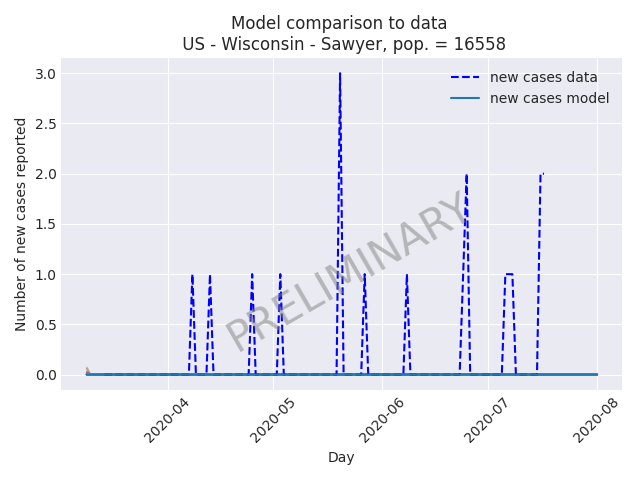 Model comparison to data
US - Wisconsin - Sawyer, pop. = 16558
3.0
2.5
2.0
1.5
1.0
0.5
0.0
Number of new cases reported
new cases data
new cases model
PRELIMINARY
2020-04
2020-05
2020-06
2020-07
2020-08
Day